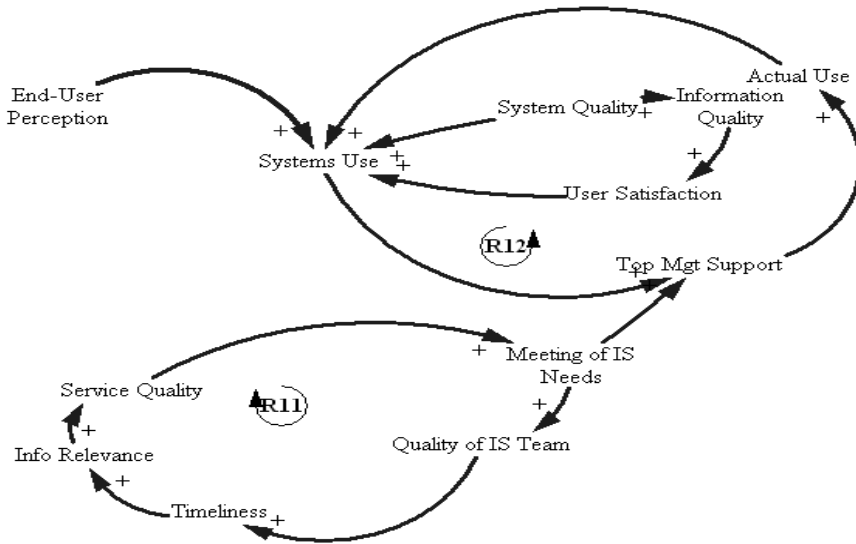 End-User
Perception
Actual Use
System Quality
Information
Quality
+
+
+
+
+
+
Systems Use
+
+
User Satisfaction
R12
Top Mgt Support
+
+
Meeting of IS
Needs
+
Service Quality
R11
+
Quality of IS Team
+
Info Relevance
+
Timeliness
+